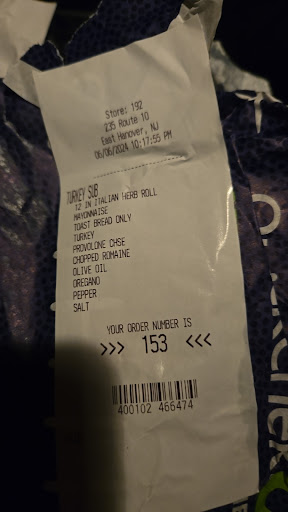 Store: 192
235 Route 10
East Hanover, NJ
06/06/2024 10:17:55 PM
TURKEY SUB
12 IN ITALIAN HERB ROLL
MAYONNAISE
TOAST BREAD ONLY
TURKEY
PROVOLONE CHSE
CHOPPED ROMAINE
OLIVE OIL
OREGANO
PEPPER
SALT
YOUR ORDER NUMBER IS
>>> 153 <<<
400102 466474